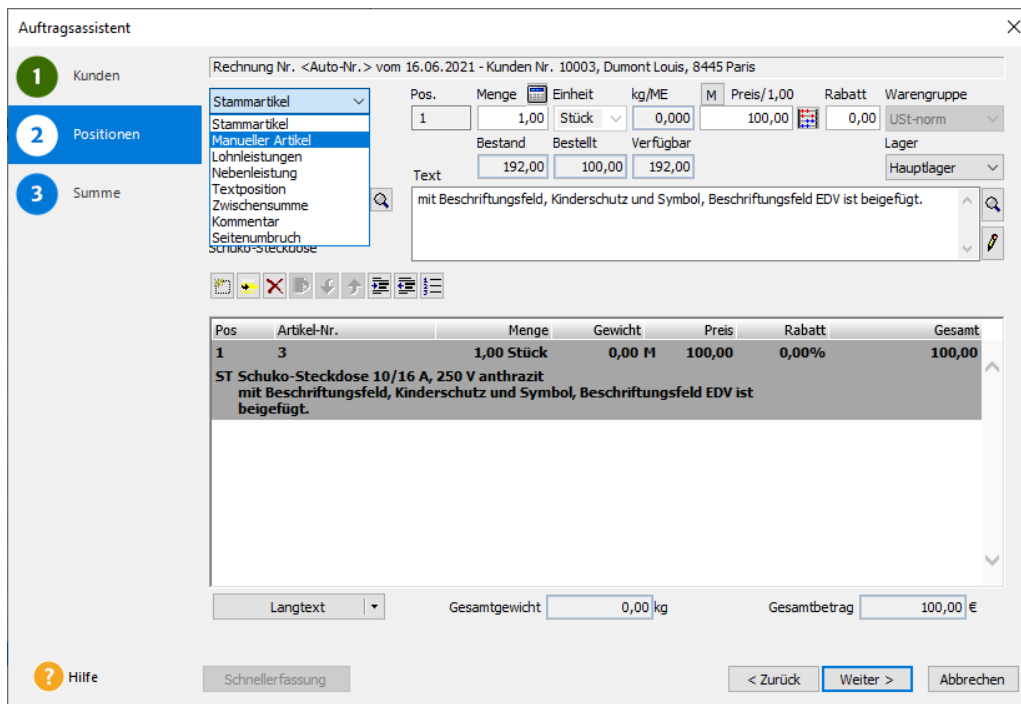 Auftragsassistent
1 Kunden
2 Positionen
3 Summe
Rechnung Nr. <Auto-Nr.> vom 16.06.2021 - Kunden Nr. 10003, Dumont Louis, 8445 Paris
Stammartikel
Stammartikel
Manueller Artikel
Lohnleistungen
Nebenleistung
Textposition
Zwischensumme
Kommentar
Seitenumbruch
Schuko-Steckdose
Pos. Menge Einheit kg/ME M Preis/1,00 Rabatt Warengruppe
1 1,00 Stück 0,000 100,00 0,00 USt-norm
Bestand Bestellt Verfügbar Lager
192,00 100,00 192,00 Hauptlager
Text
mit Beschriftungsfeld, Kinderschutz und Symbol, Beschriftungsfeld EDV ist beigefügt.
Pos Artikel-Nr. Menge Gewicht Preis Rabatt Gesamt
1 3 1,00 Stück 0,00 M 100,00 0,00% 100,00
ST Schuko-Steckdose 10/16 A, 250 V anthrazit
mit Beschriftungsfeld, Kinderschutz und Symbol, Beschriftungsfeld EDV ist
beigefügt.
Langtext Gesamtgewicht 0,00 kg Gesamtbetrag 100,00 €
? Hilfe Schnellerfassung < Zurück Weiter > Abbrechen